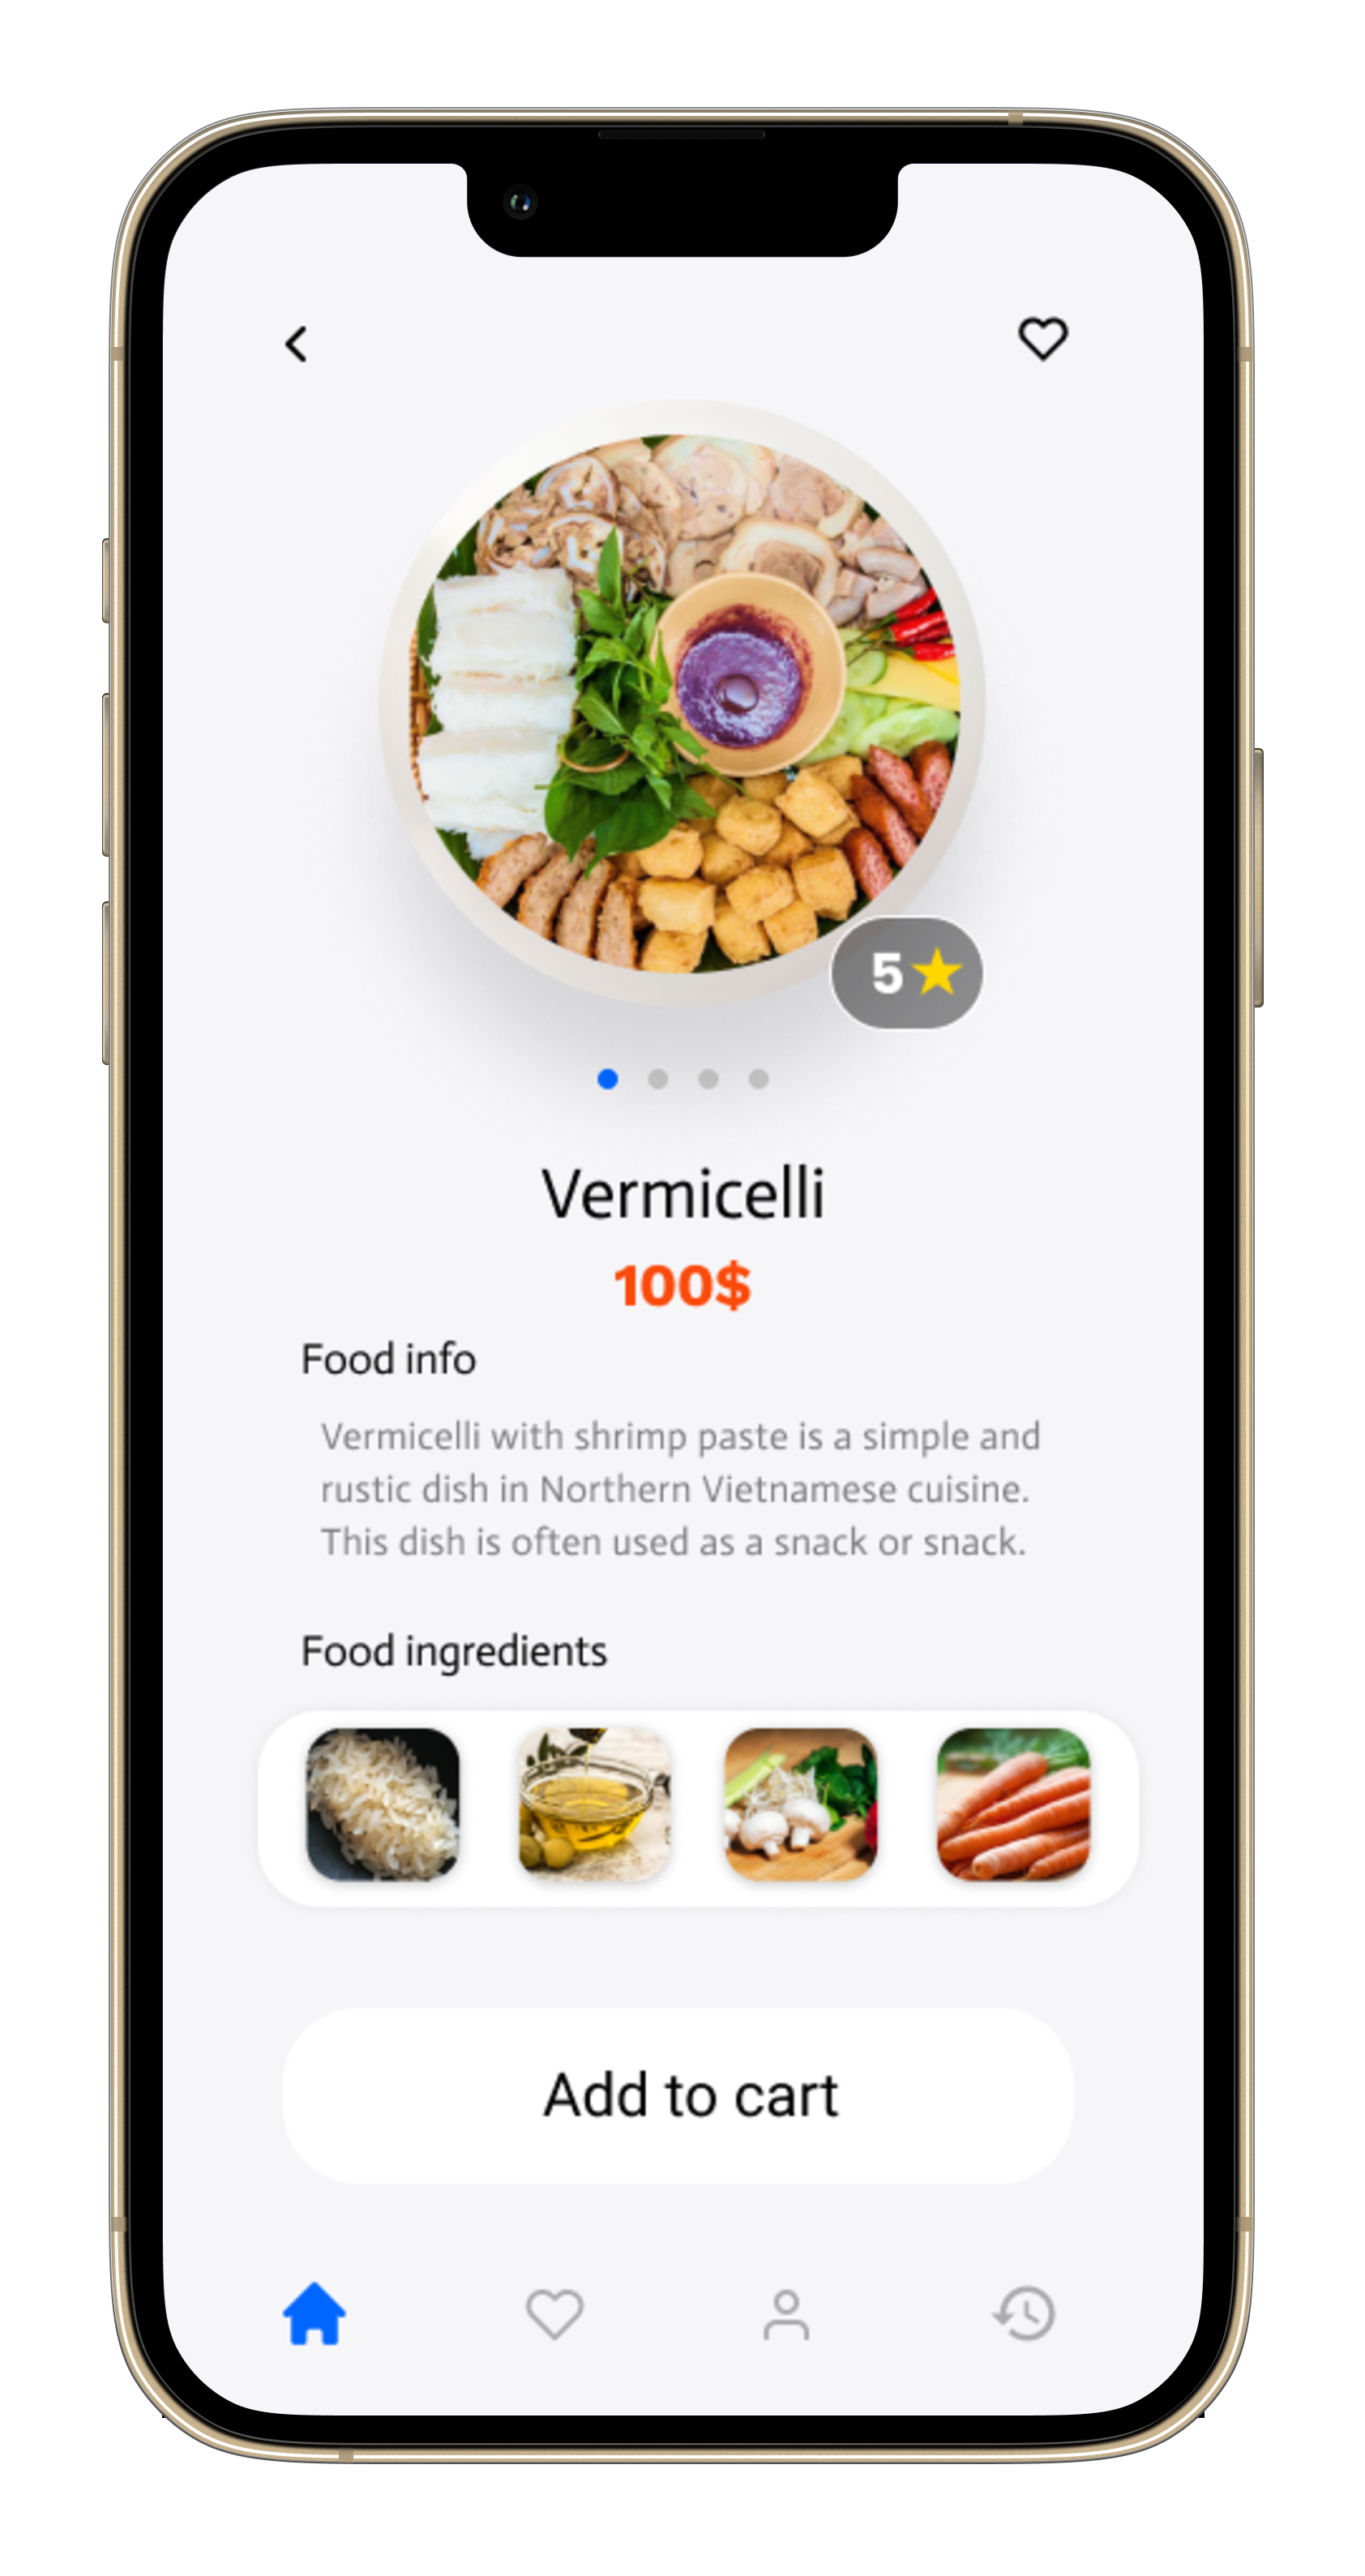 5
Vermicelli
100$
Food info
Vermicelli with shrimp paste is a simple and
rustic dish in Northern Vietnamese cuisine.
This dish is often used as a snack or snack.
Food ingredients
Add to cart